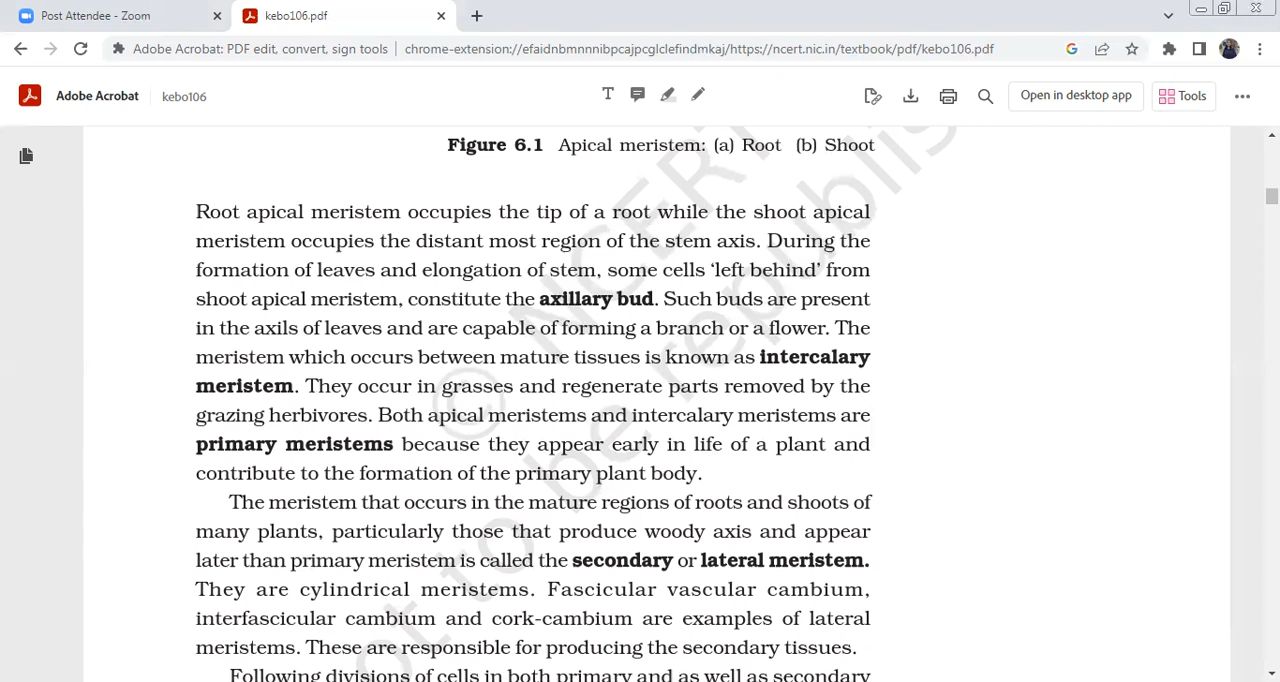 Post Attendee - Zoom
kebo106.pdf
Adobe Acrobat: PDF edit, convert, sign tools | chrome-extension://efaidnbmnnnibpcajpcglclefindmkaj/https://ncert.nic.in/textbook/pdf/kebo106.pdf
Adobe Acrobat kebo106 Open in desktop app Tools
Figure 6.1 Apical meristem: (a) Root (b) Shoot
Root apical meristem occupies the tip of a root while the shoot apical
meristem occupies the distant most region of the stem axis. During the
formation of leaves and elongation of stem, some cells ‘left behind’ from
shoot apical meristem, constitute the axillary bud. Such buds are present
in the axils of leaves and are capable of forming a branch or a flower. The
meristem which occurs between mature tissues is known as intercalary
meristem. They occur in grasses and regenerate parts removed by the
grazing herbivores. Both apical meristems and intercalary meristems are
primary meristems because they appear early in life of a plant and
contribute to the formation of the primary plant body.
The meristem that occurs in the mature regions of roots and shoots of
many plants, particularly those that produce woody axis and appear
later than primary meristem is called the secondary or lateral meristem.
They are cylindrical meristems. Fascicular vascular cambium,
interfascicular cambium and cork-cambium are examples of lateral
meristems. These are responsible for producing the secondary tissues.
Following divisions of cells in both primary and as well as secondary
© NCERT
not to be republis